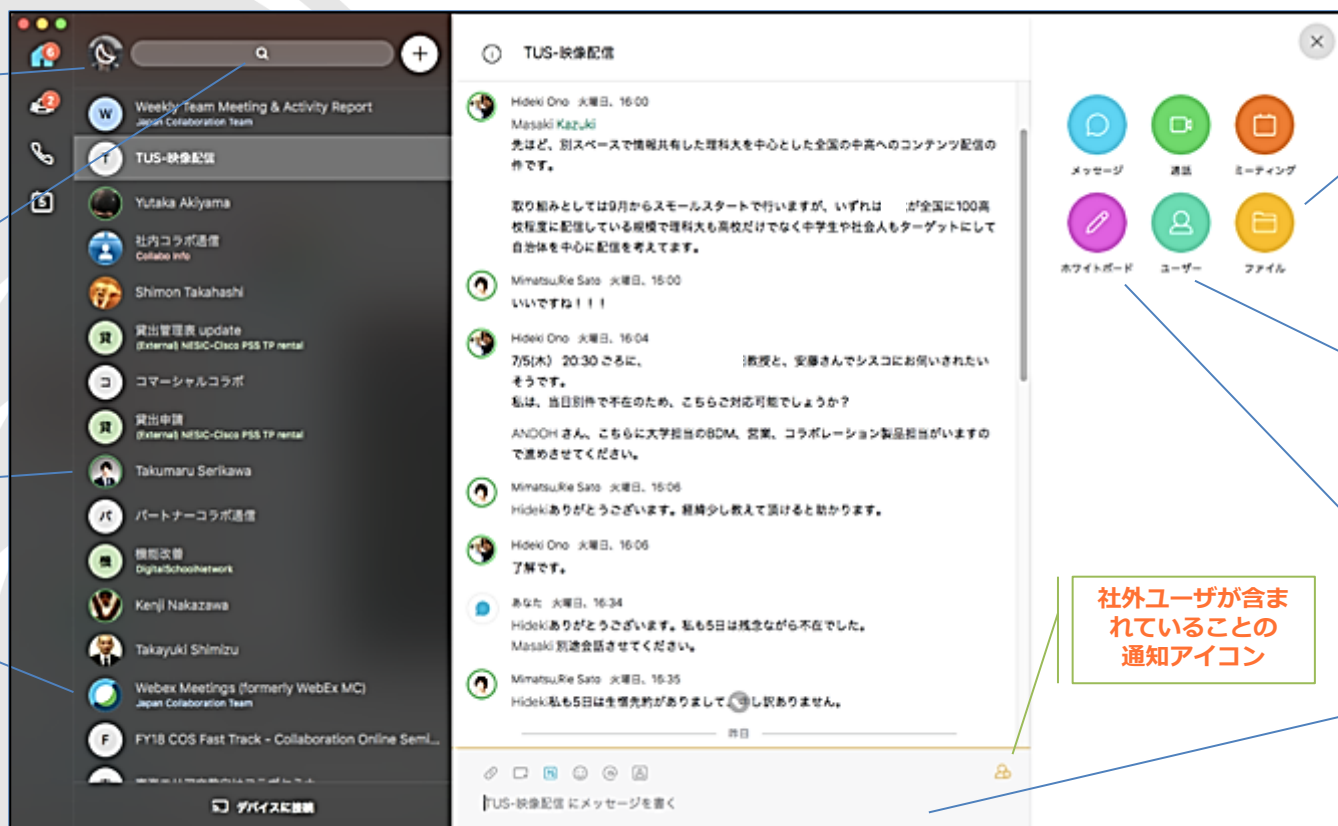 6
2
5
Weekly Team Meeting & Activity Report
Japan Collaboration Team
W
T
TUS-映像配信
Yutaka Akiyama
社内コラボ通信
Collabo info
Shimon Takahashi
貸
貸出管理表 update
(External) NESIC-Cisco PSS TP rental
コ
コマーシャルコラボ
貸
貸出申請
(External) NESIC-Cisco PSS TP rental
Takumaru Serikawa
パ
パートナーコラボ通信
機
機能改善
DigitalSchoolNetwork
Kenji Nakazawa
Takayuki Shimizu
Webex Meetings (formerly WebEx MC)
Japan Collaboration Team
F
FY18 COS Fast Track - Collaboration Online Semi...
デバイスに接続
TUS-映像配信
Hideki Ono 火曜日、16:00
Masaki Kazuki
先ほど、別スペースで情報共有した理科大を中心とした全国の中高へのコンテンツ配信の
件です。
取り組みとしては9月からスモールスタートで行いますが、いずれは が全国に100高
校程度に配信している規模で理科大も高校だけでなく中学生や社会人もターゲットにして
自治体を中心に配信を考えてます。
Mimatsu,Rie Sato 火曜日、16:00
いいですね！！！
Hideki Ono 火曜日、16:04
7/5(木) 20:30 ごろに、 教授と、安藤さんでシスコにお伺いされたい
そうです。
私は、当日別件で不在のため、こちらご対応可能でしょうか？
ANDOH さん、こちらに大学担当のBDM、営業、コラボレーション製品担当がいますの
で進めさせてください。
Mimatsu,Rie Sato 火曜日、16:06
Hidekiありがとうございます。経緯少し教えて頂けると助かります。
Hideki Ono 火曜日、16:06
了解です。
あなた 火曜日、16:34
Hidekiありがとうございます。私も5日は残念ながら不在でした。
Masaki 別途会話させてください。
Mimatsu,Rie Sato 火曜日、16:35
Hideki私も5日は生憎先約がありまして、し訳ありません。
昨日
TUS-映像配信 にメッセージを書く
メッセージ
通話
ミーティング
ホワイトボード
ユーザー
ファイル
社外ユーザが含ま
れていることの
通知アイコン